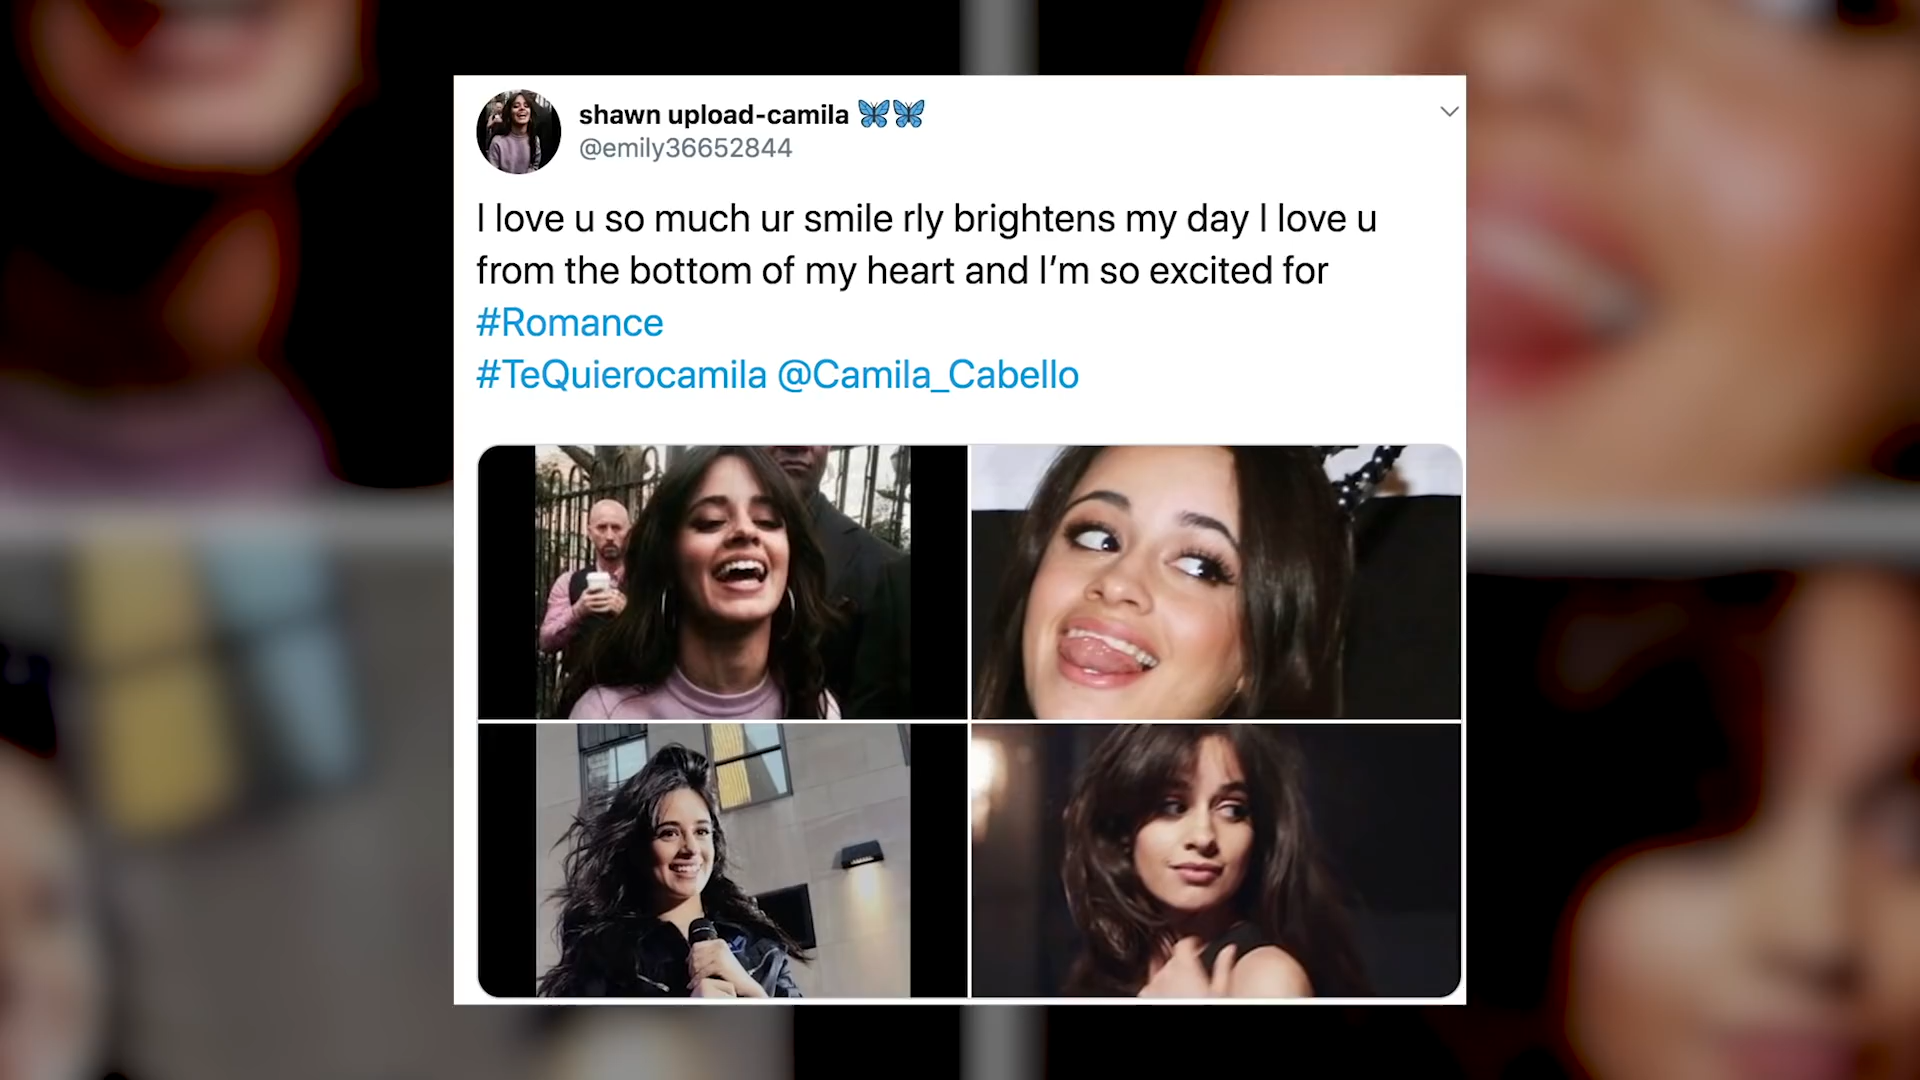 shawn upload-camila 🦋🦋
@emily36652844
I love u so much ur smile rly brightens my day I love u
from the bottom of my heart and I’m so excited for
#Romance
#TeQuierocamila @Camila_Cabello